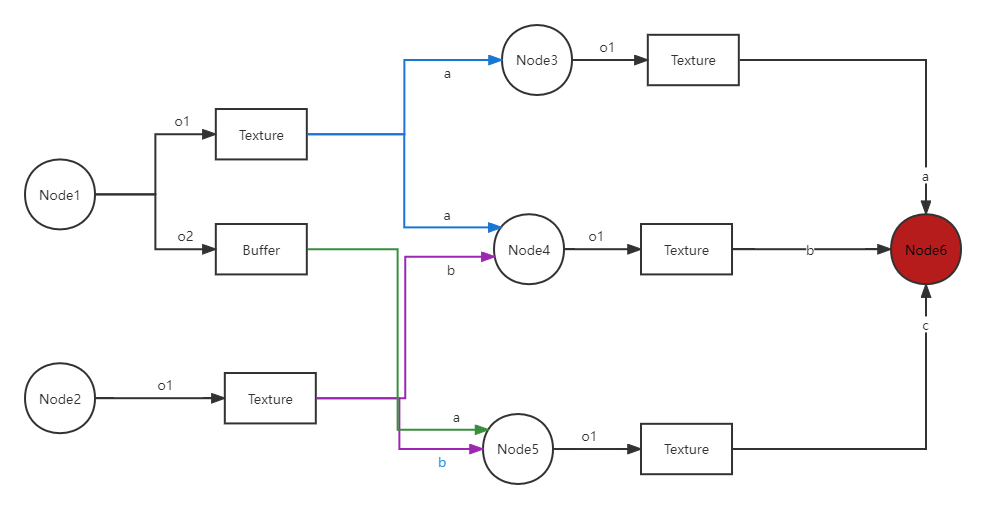 Node3
o1
Texture
a
o1
Texture
a
Node1
a
o2
Buffer
Node4
o1
Texture
b
Node6
b
c
Node2
o1
Texture
a
Node5
o1
Texture
b